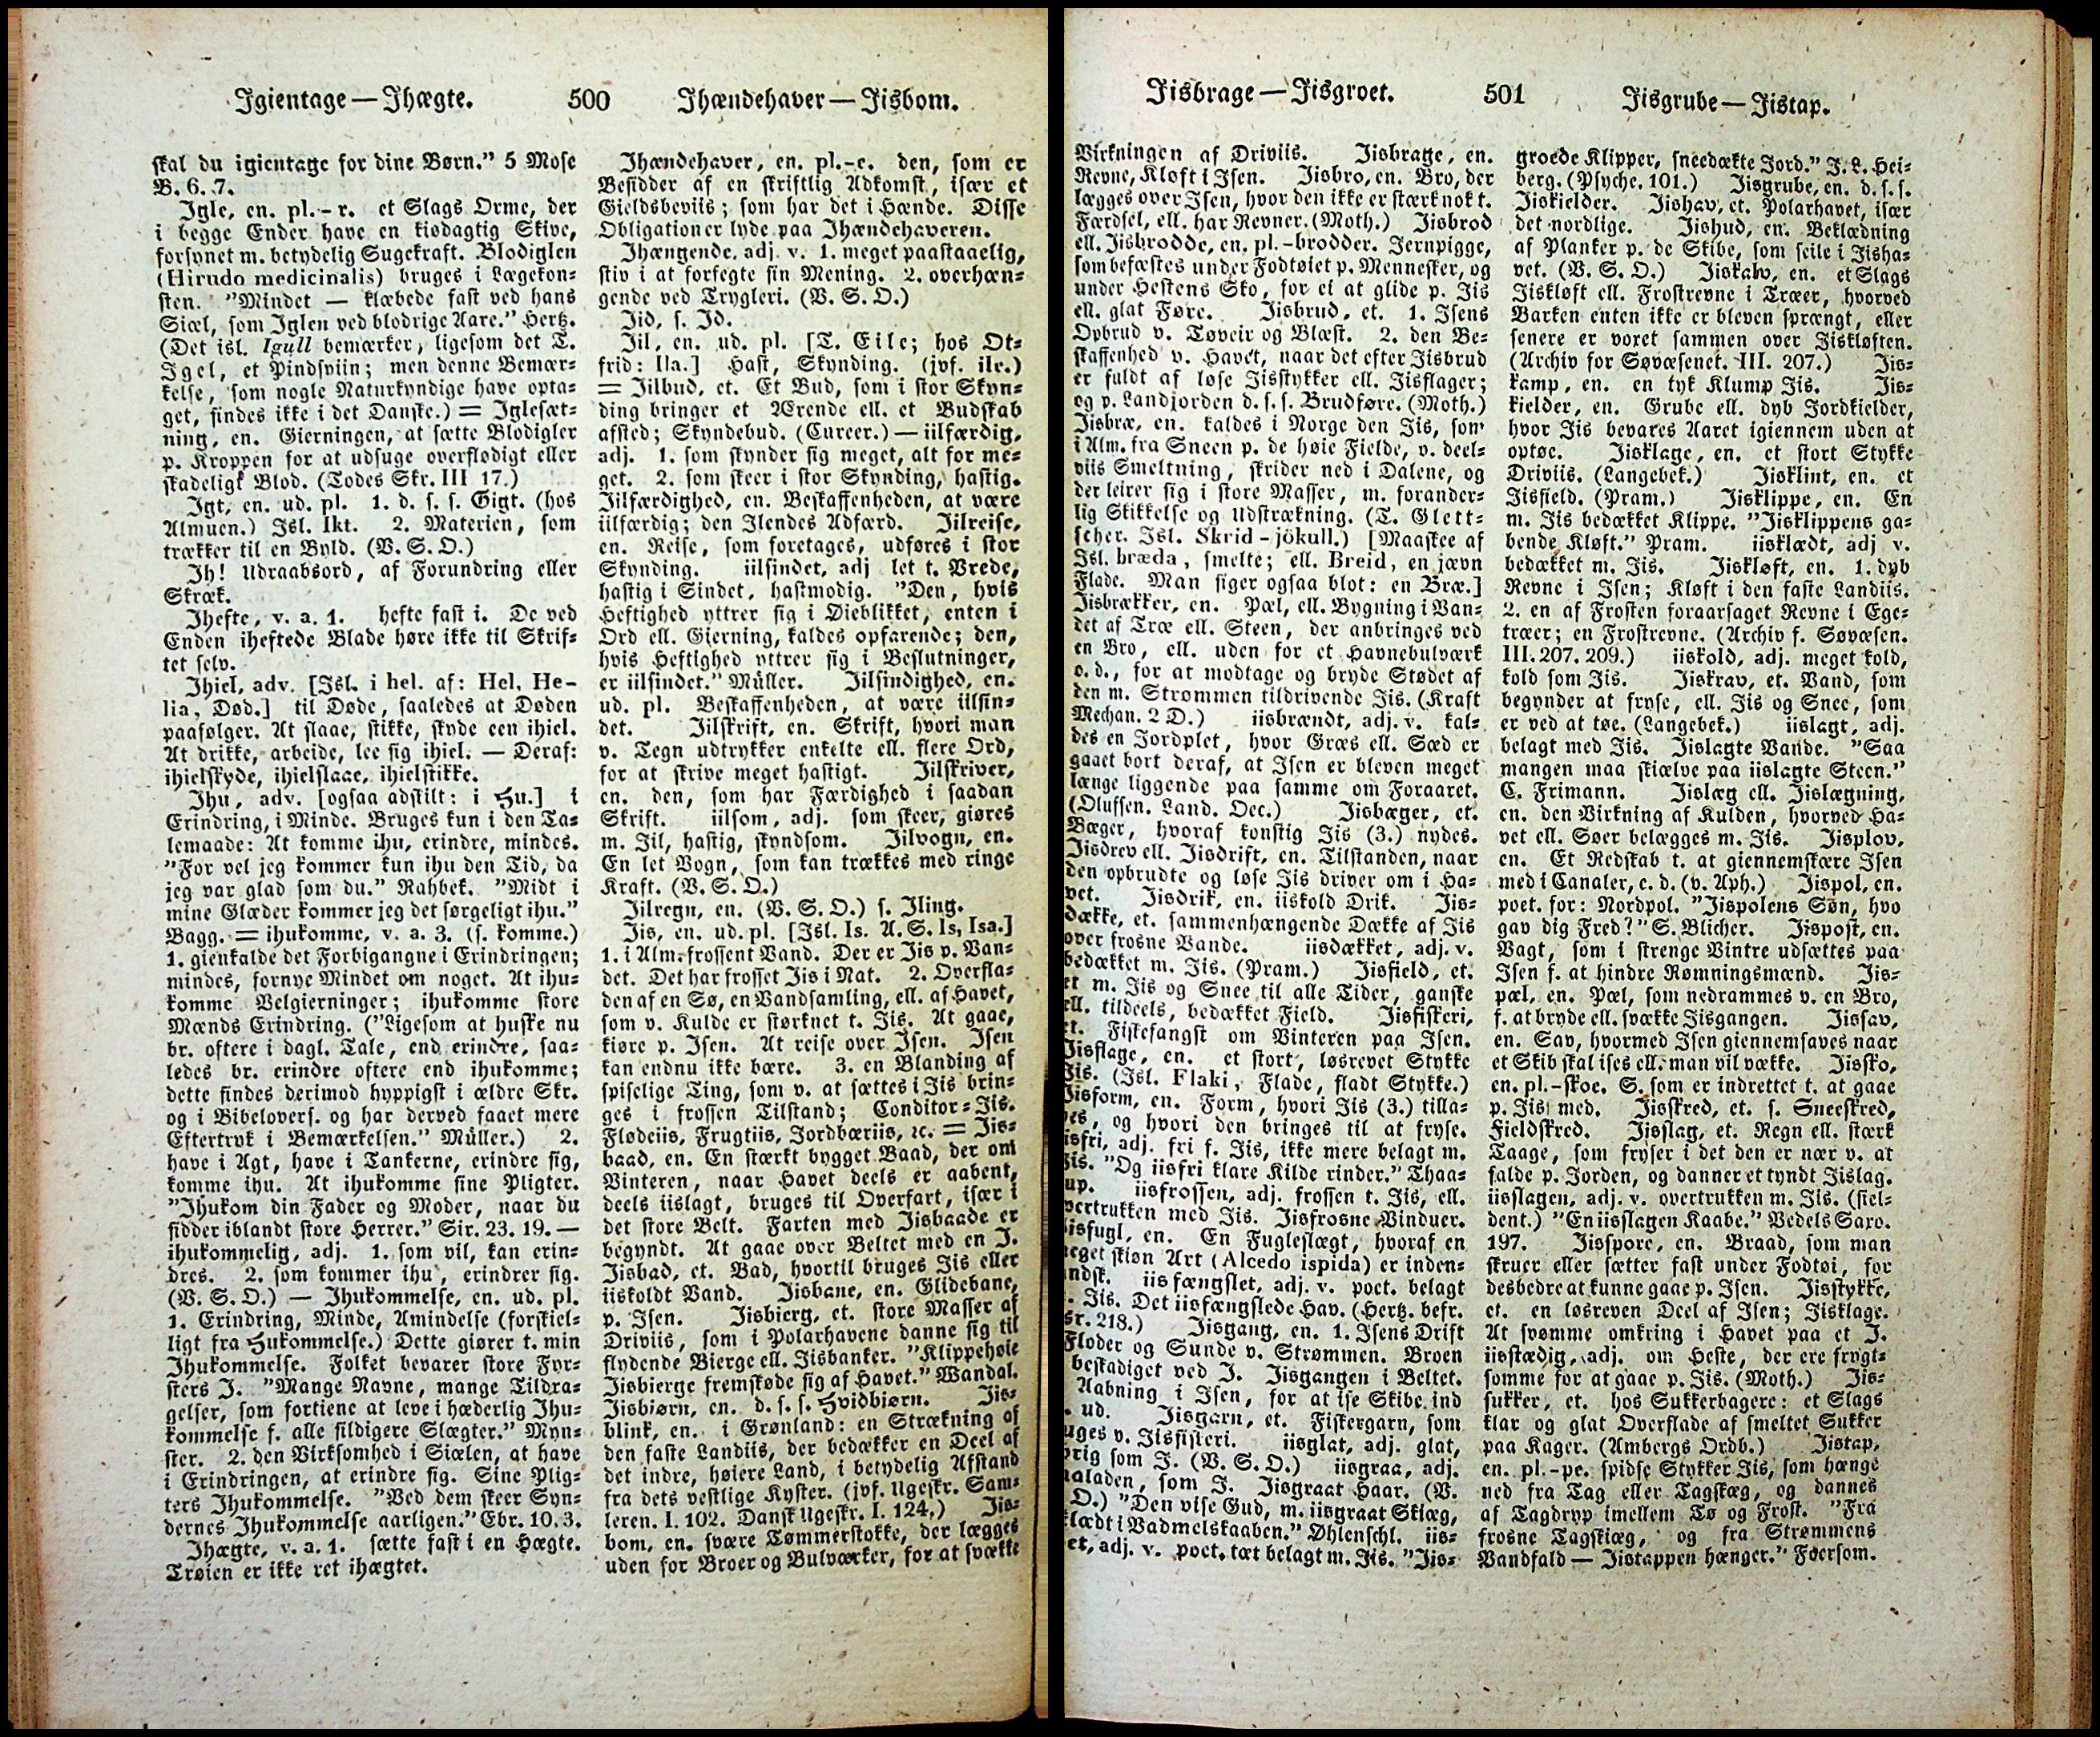 Igientage — Ihægte.
500
Ihændehaver — Iisbom.
skal du igientage for dine Børn." 5 Mose
B. 6. 7.
Igle, en. pl.-r. et Slags Orme, der
i begge Ender have en kiødagtig Skive,
forsynet m. betydelig Sugekraft. Blodiglen
(Hirudo medicinalis) bruges i Lægekon-
sten. "Mindet — klæbede fast ved hans
Siæl, som Iglen ved blodrige Aare." Hertz.
(Det isl. Igull bemærker, ligesom det T.
Igel, et Pindsviin; men denne Bemær-
kelse, som nogle Naturkyndige have opta-
get, findes ikke i det Danske.) = Iglesæt-
ning, en. Gierningen, at sætte Blodigler
p. Kroppen for at udsuge overflødigt eller
skadeligt Blod. (Todes Skr. III 17.)
Igt, en. ud. pl. 1. d. s. s. Gigt. (hos
Almuen.) Isl. Ikt. 2. Materien, som
trækker til en Byld. (V. S. O.)
Ih! Udraabsord, af Forundring eller
Skræk.
Ihefte, v. a. 1. hefte fast i. De ved
Enden iheftede Blade høre ikke til Skrif-
tet selv.
Ihiel, adv. [Isl. i hel. af: Hel, He-
lia, Død.] til Døde, saaledes at Døden
paafølger. At slaae, stikke, skyde een ihiel.
At drikke, arbeide, lee sig ihiel. — Deraf:
ihielskyde, ihielslaae, ihielstikke.
Ihu, adv. [ogsaa adskilt: i Hu.] i
Erindring, i Minde. Bruges kun i den Ta-
lemaade: At komme ihu, erindre, mindes.
"For vel jeg kommer kun ihu den Tid, da
jeg var glad som du." Rahbek. "Midt i
mine Glæder kommer jeg det sørgeligt ihu."
Bagg. = ihukomme, v. a. 3. (s. komme.)
1. gienkalde det Forbigangne i Erindringen;
mindes, fornye Mindet om noget. At ihu-
komme Velgierninger; ihukomme store
Mænds Erindring. ("Ligesom at huske nu
br. oftere i dagl. Tale, end erindre, saa-
ledes br. erindre oftere end ihukomme;
dette findes derimod hyppigst i ældre Skr.
og i Bibelovers. og har derved faaet mere
Eftertryk i Bemærkelsen." Müller.) 2.
have i Agt, have i Tankerne, erindre sig,
komme ihu. At ihukomme sine Pligter.
"Ihukom din Fader og Moder, naar du
sidder iblandt store Herrer." Sir. 23. 19. —
ihukommelig, adj. 1. som vil, kan erin-
dres. 2. som kommer ihu, erindrer sig.
(V. S. O.) — Ihukommelse, en. ud. pl.
1. Erindring, Minde, Amindelse (forskiel-
ligt fra Hukommelse.) Dette giører t. min
Ihukommelse. Folket bevarer store Fyr-
sters I. "Mange Navne, mange Tildra-
gelser, som fortiene at leve i hæderlig Ihu-
kommelse f. alle sildigere Slægter." Myn-
ster. 2. den Virksomhed i Siælen, at have
i Erindringen, at erindre sig. Sine Plig-
ters Ihukommelse. "Ved dem skeer Syn-
dernes Ihukommelse aarligen." Ebr. 10. 3.
Ihægte, v. a. 1. sætte fast i en Hægte.
Trøien er ikke ret ihægtet.
Ihændehaver, en. pl.-e. den, som er
Besidder af en skriftlig Adkomst, især et
Gieldsbeviis; som har det i Hænde. Disse
Obligationer lyde paa Ihændehaveren.
Ihængende, adj. v. 1. meget paastaaelig,
stiv i at forfegte sin Mening. 2. overhæn-
gende ved Trygleri. (V. S. O.)
Iid, s. Id.
Iil, en. ud. pl. [T. Eile; hos Ot-
frid: Ila.] Hast, Skynding. (jvf. ile.)
= Iilbud, et. Et Bud, som i stor Skyn-
ding bringer et Ærende ell. et Budskab
afsted; Skyndebud. (Cureer.) — iilfærdig,
adj. 1. som skynder sig meget, alt for me-
get. 2. som skeer i stor Skynding, hastig.
Iilfærdighed, en. Beskaffenheden, at være
iilfærdig; den Ilendes Adfærd. Iilreise,
en. Reise, som foretages, udføres i stor
Skynding. iilsindet, adj let t. Vrede,
hastig i Sindet, hastmodig. "Den, hvis
Heftighed yttrer sig i Øieblikket, enten i
Ord ell. Gierning, kaldes opfarende; den,
hvis Heftighed yttrer sig i Beslutninger,
er iilsindet." Müller. Iilsindighed, en.
ud. pl. Beskaffenheden, at være iilsin-
det. Iilskrift, en. Skrift, hvori man
v. Tegn udtrykker enkelte ell. flere Ord,
for at skrive meget hastigt. Iilskriver,
en. den, som har Færdighed i saadan
Skrift. iilsom, adj. som skeer, giøres
m. Iil, hastig, skyndsom. Iilvogn, en.
En let Vogn, som kan trækkes med ringe
Kraft. (V. S. O.)
Iilregn, en. (V. S. O.) s. Iling.
Iis, en. ud. pl. [Isl. Is. A. S. Is, Isa.]
1. i Alm. frossent Vand. Der er Iis p. Van-
det. Det har frosset Iis i Nat. 2. Overfla-
den af en Sø, en Vandsamling, ell. af Havet,
som v. Kulde er størknet t. Iis. At gaae,
kiøre p. Isen. At reise over Isen. Isen
kan endnu ikke bære. 3. en Blanding af
spiselige Ting, som v. at sættes i Iis brin-
ges i frossen Tilstand; Conditor-Iis.
Flødeiis, Frugtiis, Jordbæriis, ꝛc. = Iis-
baad, en. En stærkt bygget Baad, der om
Vinteren, naar Havet deels er aabent,
deels iislagt, bruges til Overfart, især i
det store Belt. Farten med Iisbaade er
begyndt. At gaae over Beltet med en I.
Iisbad, et. Bad, hvortil bruges Iis eller
iiskoldt Vand. Iisbane, en. Glidebane,
p. Isen. Iisbierg, et. store Masser af
Driviis, som i Polarhavene danne sig til
flydende Bierge ell. Iisbanker. "Klippehøie
Iisbierge fremskøde sig af Havet." Wandal.
Iisbiørn, en. d. s. s. Hvidbiørn. Iis-
blink, en. i Grønland: en Strækning af
den faste Landiis, der bedækker en Deel af
det indre, høiere Land, i betydelig Afstand
fra dets vestlige Kyster. (jvf. Ugeskr. Sam-
leren. I. 102. Dansk Ugeskr. I. 124.) Iis-
bom, en. svære Tømmerstokke, der lægges
uden for Broer og Bulværker, for at svække
Iisbrage — Iisgroet.
501
Iisgrube — Iistap.
Virkningen af Driviis. Iisbrage, en.
Revne, Kløft i Isen. Iisbro, en. Bro, der
lægges over Isen, hvor den ikke er stærk nok t.
Færdsel, ell. har Revner. (Moth.) Iisbrod
ell. Iisbrodde, en. pl.-brodder. Jernpigge,
som befæstes under Fodtøiet p. Mennesker, og
under Hestens Sko, for ei at glide p. Iis
ell. glat Føre. Iisbrud, et. 1. Isens
Opbrud v. Tøveir og Blæst. 2. den Be-
skaffenhed v. Havet, naar det efter Iisbrud
er fuldt af løse Iisstykker ell. Iisflager;
og p. Landjorden d. s. s. Brudføre. (Moth.)
Iisbræ, en. kaldes i Norge den Iis, som
i Alm. fra Sneen p. de høie Fielde, v. deel-
viis Smeltning, skrider ned i Dalene, og
der leirer sig i store Masser, m. forander-
lig Skikkelse og Udstrækning. (T. Glett-
scher. Isl. Skrid-jökull.) [Maaskee af
Isl. bræda, smelte; ell. Breid, en jævn
Flade. Man siger ogsaa blot: en Bræ.]
Iisbrækker, en. Pæl, ell. Bygning i Van-
det af Træ ell. Steen, der anbringes ved
en Bro, ell. uden for et Havnebulværk
o. d., for at modtage og bryde Stødet af
den m. Strømmen tildrivende Iis. (Kraft
Mechan. 2 D.) iisbrændt, adj. v. kal-
des en Jordplet, hvor Græs ell. Sæd er
gaaet bort deraf, at Isen er bleven meget
længe liggende paa samme om Foraaret.
(Olufsen. Land. Oec.) Iisbæger, et.
Bæger, hvoraf konstig Iis (3.) nydes.
Iisdrev ell. Iisdrift, en. Tilstanden, naar
den opbrudte og løse Iis driver om i Ha-
vet. Iisdrik, en. iiskold Drik. Iis-
dække, et. sammenhængende Dække af Iis
over frosne Vande. iisdækket, adj. v.
bedækket m. Iis. (Pram.) Iisfield, et.
et m. Iis og Snee til alle Tider, ganske
ell. tildeels, bedækket Field. Iisfiskeri,
et. Fiskefangst om Vinteren paa Isen.
Iisflage, en. et stort, løsrevet Stykke
Iis. (Isl. Flaki, Flade, fladt Stykke.)
Iisform, en. Form, hvori Iis (3.) tilla-
ves, og hvori den bringes til at fryse.
iisfri, adj. fri f. Iis, ikke mere belagt m.
Iis. "Og iisfri klare Kilde rinder." Thaa-
rup. iisfrossen, adj. frossen t. Iis, ell.
overtrukken med Iis. Iisfrosne Vinduer.
Iisfugl, en. En Fugleslægt, hvoraf en
meget skiøn Art (Alcedo ispida) er inden-
landsk. iisfængslet, adj. v. poet. belagt
. Iis. Det iisfængslede Hav. (Hertz. befr.
Isr. 218.) Iisgang, en. 1. Isens Drift
Floder og Sunde v. Strømmen. Broen
beskadiget ved I. Iisgangen i Beltet.
Aabning i Isen, for at ise Skibe ind
. ud. Iisgarn, et. Fiskergarn, som
uges v. Iisfiskeri. iisglat, adj. glat,
brig som I. (V. S. O.) iisgraa, adj.
aladen, som I. Iisgraat Haar. (V.
O.) "Den vise Gud, m. iisgraat Skiæg,
klædt i Vadmelskaaben." Øhlenschl. iis-
et, adj. v. poet. tæt belagt m. Iis. "Iis-
groede Klipper, sneedækte Jord." J. L. Hei-
berg. (Psyche. 101.) Iisgrube, en. d. s. s.
Iiskielder. Iishav, et. Polarhavet, især
det nordlige. Iishud, en. Beklædning
af Planker p. de Skibe, som seile i Iisha-
vet. (V. S. O.) Iiskalv, en. et Slags
Iiskløft ell. Frostrevne i Træer, hvorved
Barken enten ikke er bleven sprængt, eller
senere er voret sammen over Iiskløften.
(Archiv for Søvæsenet. III. 207.) Iis-
kamp, en. en tyk Klump Iis. Iis-
kielder, en. Grube ell. dyb Jordkielder,
hvor Iis bevares Aaret igiennem uden at
optøe. Iisklage, en. et stort Stykke
Driviis. (Langebek.) Iisklint, en. et
Iisfield. (Pram.) Iisklippe, en. En
m. Iis bedækket Klippe. "Iisklippens ga-
bende Kløft." Pram. iisklædt, adj v.
bedækket m. Iis. Iiskløft, en. 1. dyb
Revne i Isen; Kløft i den faste Landiis.
2. en af Frosten foraarsaget Revne i Ege-
træer; en Frostrevne. (Archiv f. Søvæsen.
III. 207. 209.) iiskold, adj. meget kold,
kold som Iis. Iiskrav, et. Vand, som
begynder at fryse, ell. Iis og Snee, som
er ved at tøe. (Langebek.) iislagt, adj.
belagt med Iis. Iislagte Vande. "Saa
mangen maa skiælve paa iislagte Steen."
C. Frimann. Iislæg ell. Iislægning,
en. den Virkning af Kulden, hvorved Ha-
vet ell. Søer belægges m. Iis. Iisplov,
en. Et Redskab t. at giennemskære Isen
med i Canaler, c. d. (v. Aph.) Iispol, en.
poet. for: Nordpol. "Iispolens Søn, hvo
gav dig Fred?" S. Blicher. Iispost, en.
Vagt, som i strenge Vintre udsættes paa
Isen f. at hindre Rømningsmænd. Iis-
pæl, en. Pæl, som nedrammes v. en Bro,
f. at bryde ell. svække Iisgangen. Iissav,
en. Sav, hvormed Isen giennemsaves naar
et Skib skal ises ell. man vil vække. Iissko,
en. pl.-skoe. S. som er indrettet t. at gaae
p. Iis med. Iisskred, et. s. Sneeskred,
Fieldskred. Iisslag, et. Regn ell. stærk
Taage, som fryser i det den er nær v. at
falde p. Jorden, og danner et tyndt Iislag.
iisslagen, adj. v. overtrukken m. Iis. (siel-
dent.) "En iisslagen Kaabe." Vedels Saxo.
197. Iisspore, en. Braad, som man
skruer eller sætter fast under Fodtøi, for
desbedre at kunne gaae p. Isen. Iisstykke,
et. en løsreven Deel af Isen; Iisklage.
At svømme omkring i Havet paa et I.
iisstædig, adj. om Heste, der ere frygt-
somme for at gaae p. Iis. (Moth.) Iis-
sukker, et. hos Sukkerbagere: et Slags
klar og glat Overflade af smeltet Sukker
paa Kager. (Ambergs Ordb.) Iistap,
en. pl.-pe. spidse Stykker Iis, som hænge
ned fra Tag eller Tagskæg, og dannes
af Tagdryp imellem Tø og Frost. "Fra
frosne Tagskiæg, og fra Strømmens
Vandfald — Iistappen hænger." Foersom.